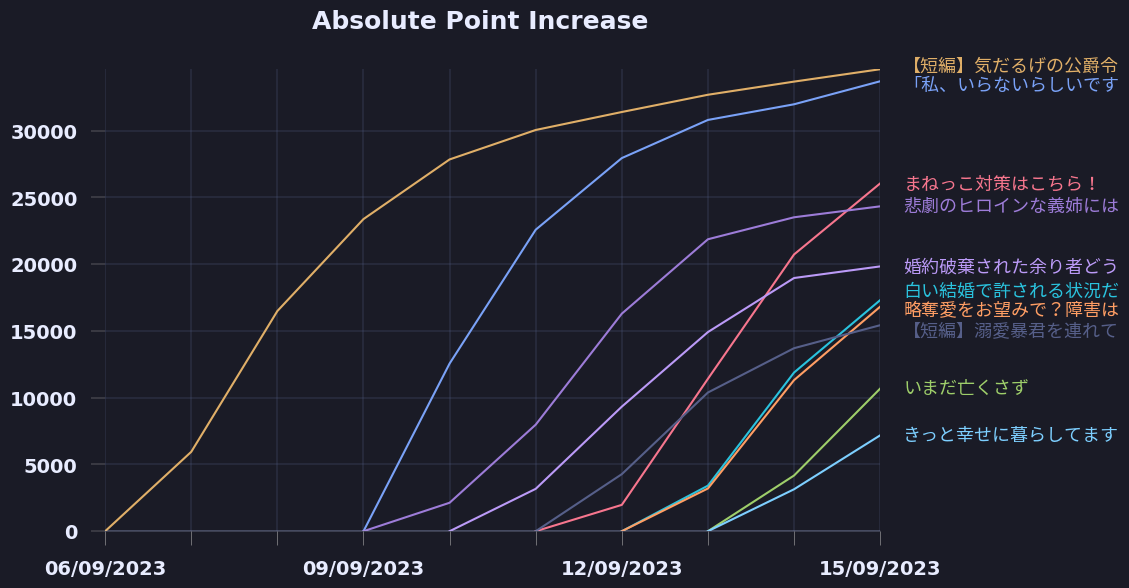 Absolute Point Increase
30000
25000
20000
15000
10000
5000
0
06/09/2023
09/09/2023
12/09/2023
15/09/2023
【短編】気だるげの公爵令
「私、いらないらしいです
まねっこ対策はこちら！
悲劇のヒロインな義姉には
婚約破棄された余り者どう
白い結婚で許される状況だ
略奪愛をお望みで？障害は
【短編】溺愛暴君を連れて
いまだ亡くさず
きっと幸せに暮らしてます